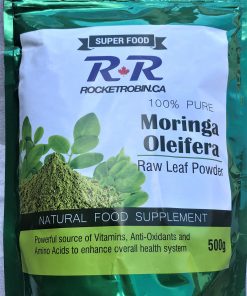 SUPER FOOD
R R
ROCKETROBIN.CA
100% PURE
Moringa
Oleifera
Raw Leaf Powder
NATURAL FOOD SUPPLEMENT
Powerful source of Vitamins, Anti-Oxidants and
Amino Acids to enhance overall health system
500g